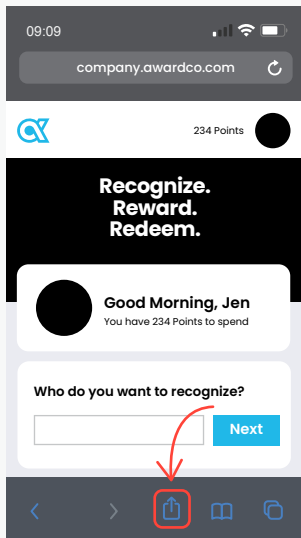 09:09
company.awardco.com
234 Points
Recognize.
Reward.
Redeem.
Good Morning, Jen
You have 234 Points to spend
Who do you want to recognize?
Next